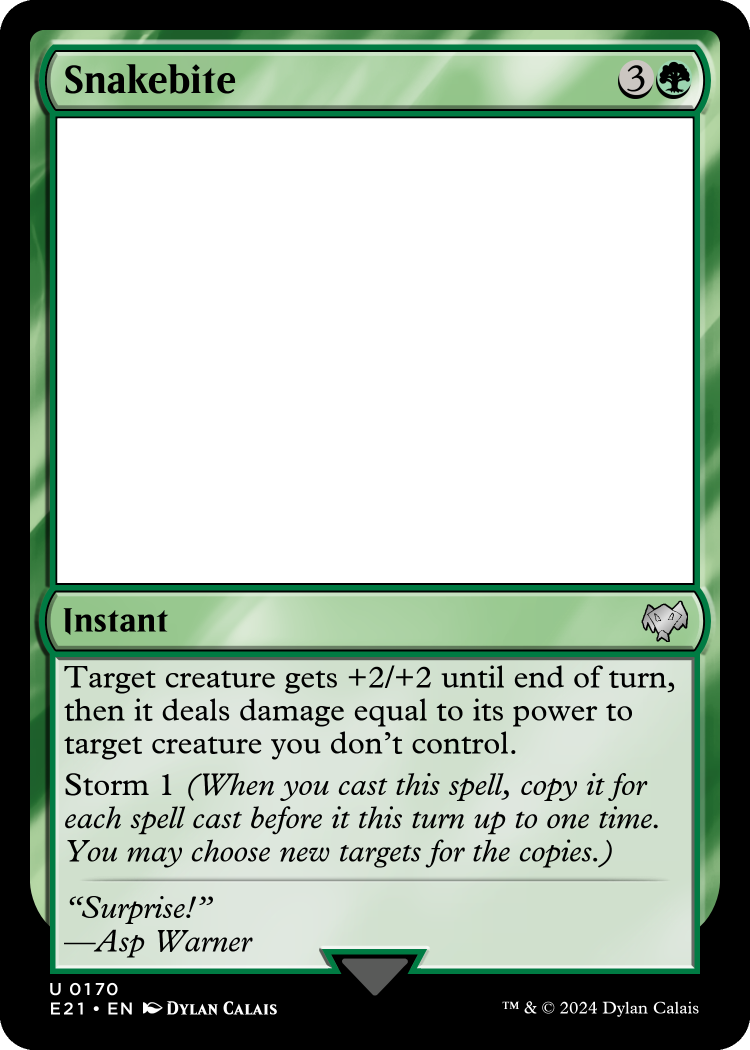 Snakebite 3
Instant
Target creature gets +2/+2 until end of turn,
then it deals damage equal to its power to
target creature you don't control.
Storm 1 (When you cast this spell, copy it for
each spell cast before it this turn up to one time.
You may choose new targets for the copies.)
“Surprise!”
—Asp Warner
U 0170
E21 • EN DYLAN CALAIS
™ & © 2024 Dylan Calais